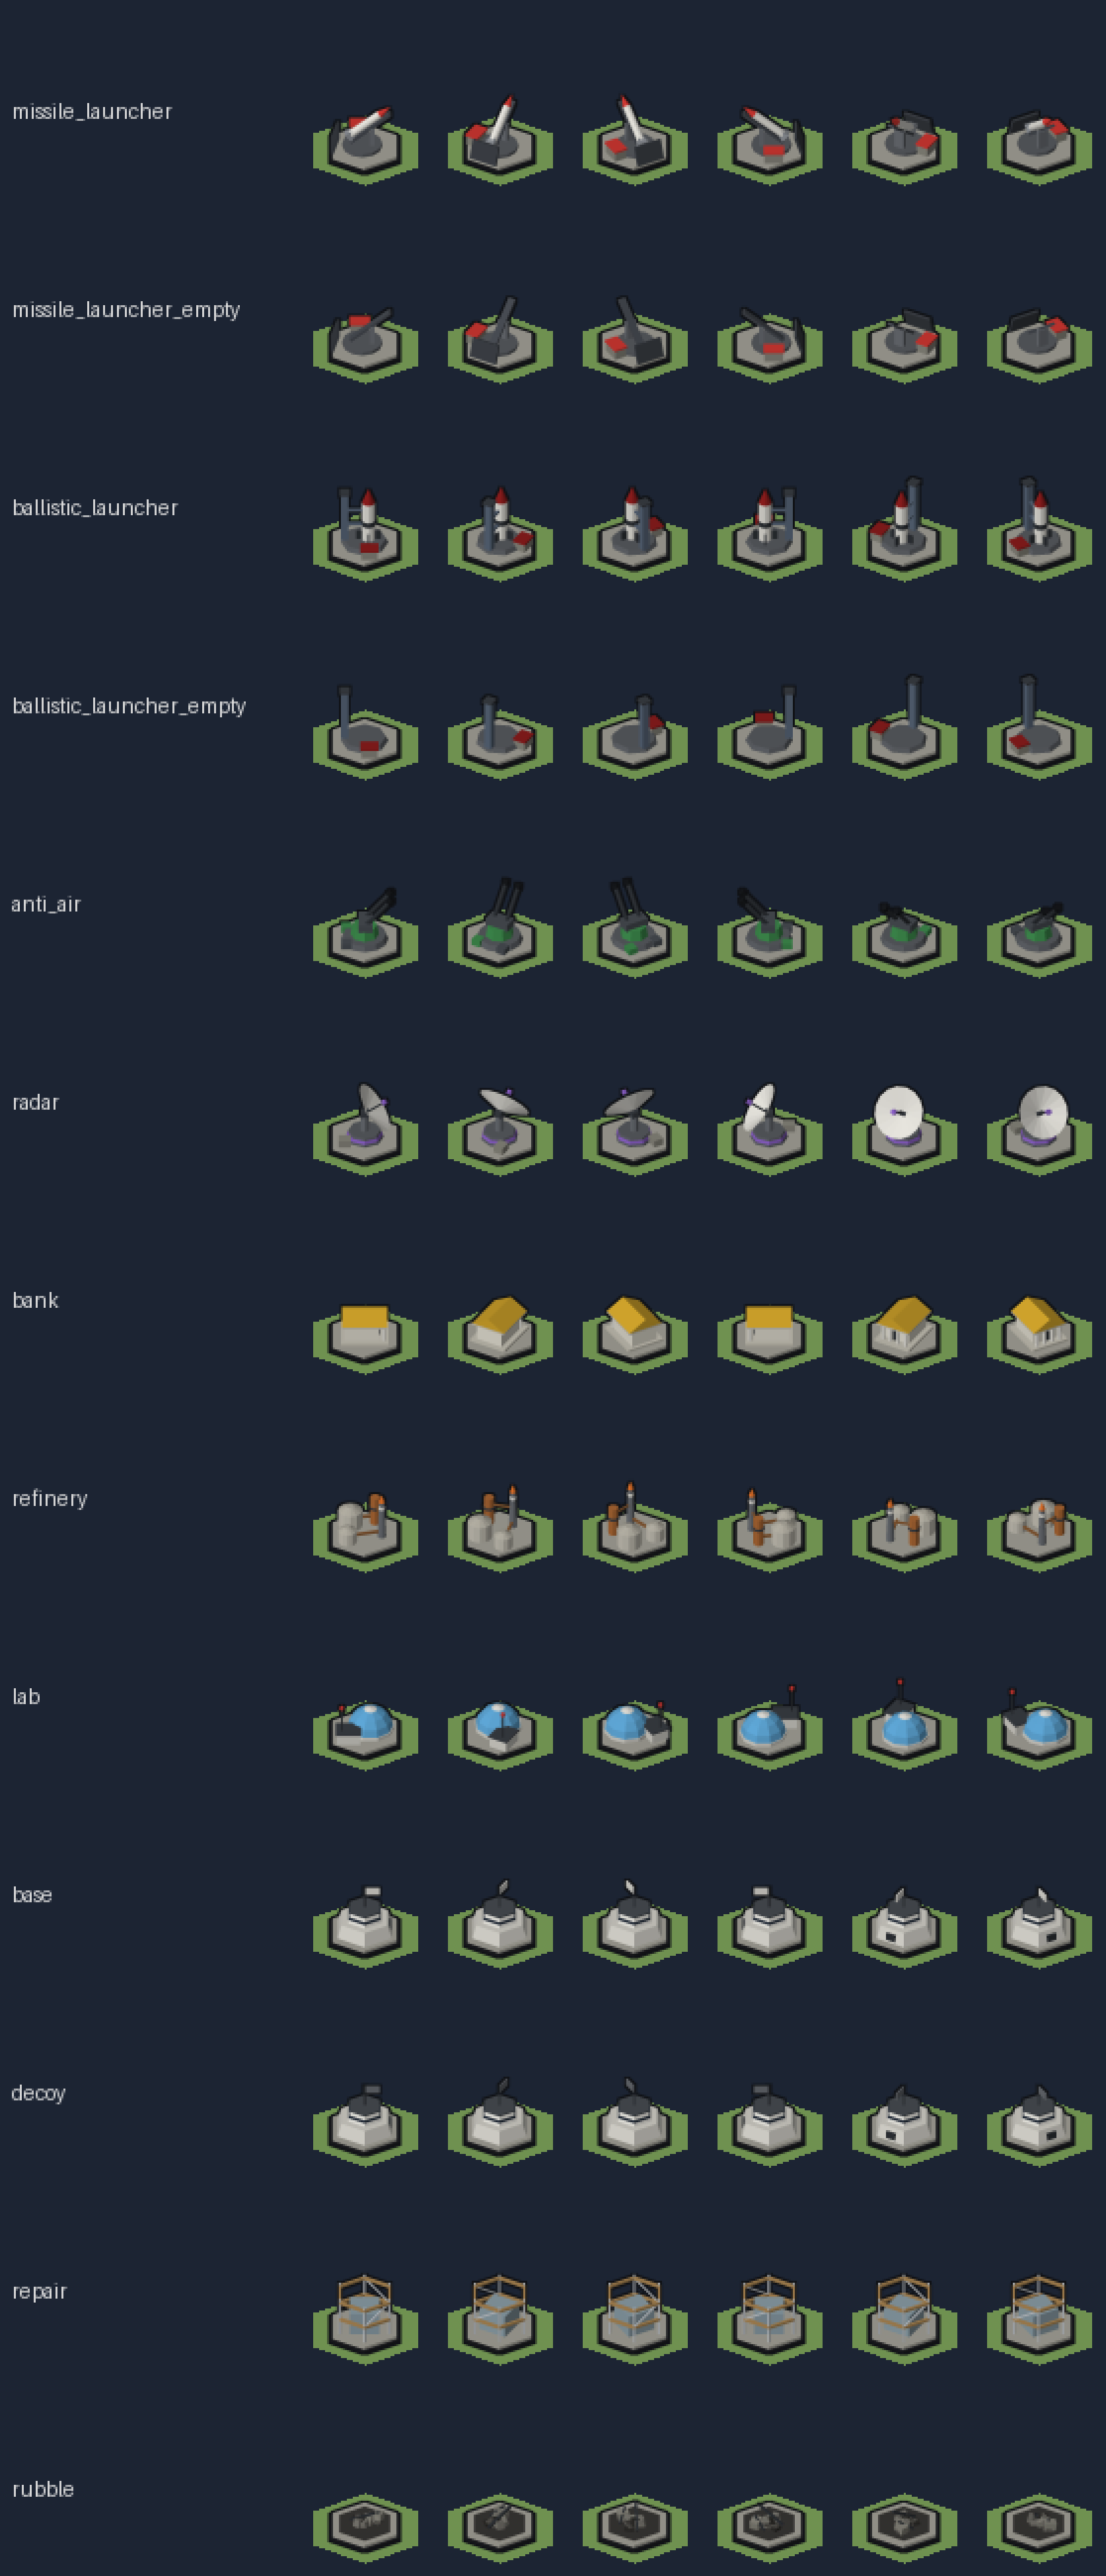 missile_launcher
missile_launcher_empty
ballistic_launcher
ballistic_launcher_empty
anti_air
radar
bank
refinery
lab
base
decoy
repair
rubble